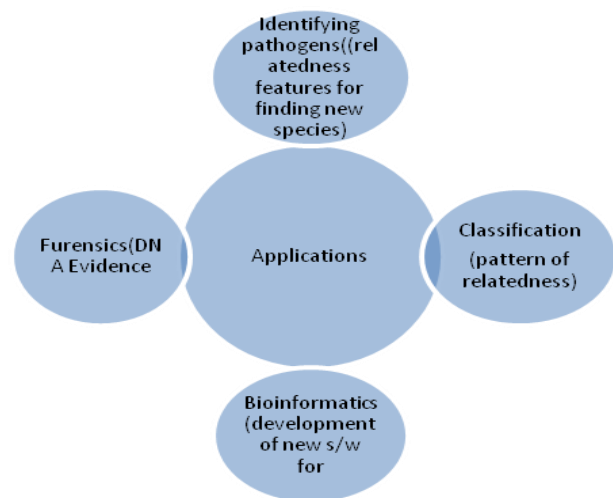 Identifying
pathogens((rel
atedness
features for
finding new
species)
Furensics(DN
A Evidence
Applications
Classification
(pattern of
relatedness)
Bioinformatics
(development
of new s/w
for